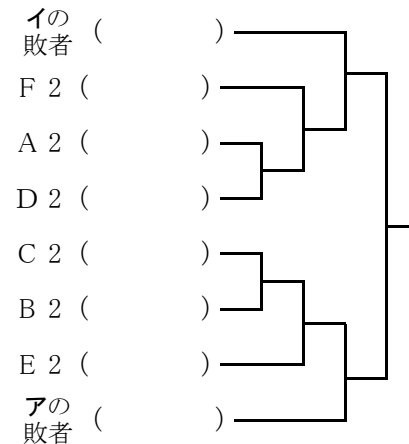 イの
敗者 (　　　)
F 2 (　　　)
A 2 (　　　)
D 2 (　　　)
C 2 (　　　)
B 2 (　　　)
E 2 (　　　)
アの
敗者 (　　　)